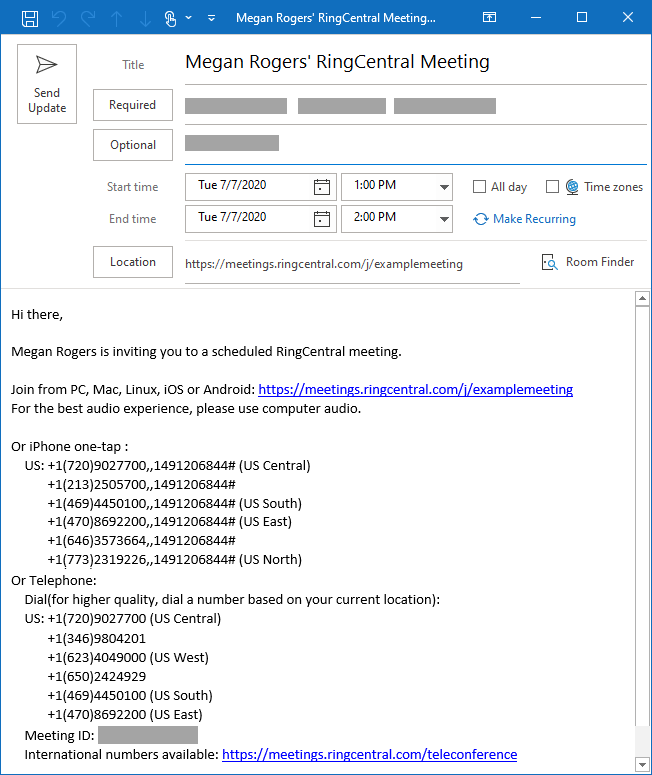 Megan Rogers' RingCentral Meeting...
Send Update
Title Megan Rogers' RingCentral Meeting
Required
Optional
Start time Tue 7/7/2020 1:00 PM All day Time zones
End time Tue 7/7/2020 2:00 PM Make Recurring
Location https://meetings.ringcentral.com/j/examplemeeting Room Finder
Hi there,
Megan Rogers is inviting you to a scheduled RingCentral meeting.
Join from PC, Mac, Linux, iOS or Android: https://meetings.ringcentral.com/j/examplemeeting
For the best audio experience, please use computer audio.
Or iPhone one-tap :
US: +1(720)9027700,,1491206844# (US Central)
+1(213)2505700,,1491206844#
+1(469)4450100,,1491206844# (US South)
+1(470)8692200,,1491206844# (US East)
+1(646)3573664,,1491206844#
+1(773)2319226,,1491206844# (US North)
Or Telephone:
Dial(for higher quality, dial a number based on your current location):
US: +1(720)9027700 (US Central)
+1(346)9804201
+1(623)4049000 (US West)
+1(650)2424929
+1(469)4450100 (US South)
+1(470)8692200 (US East)
Meeting ID:
International numbers available: https://meetings.ringcentral.com/teleconference